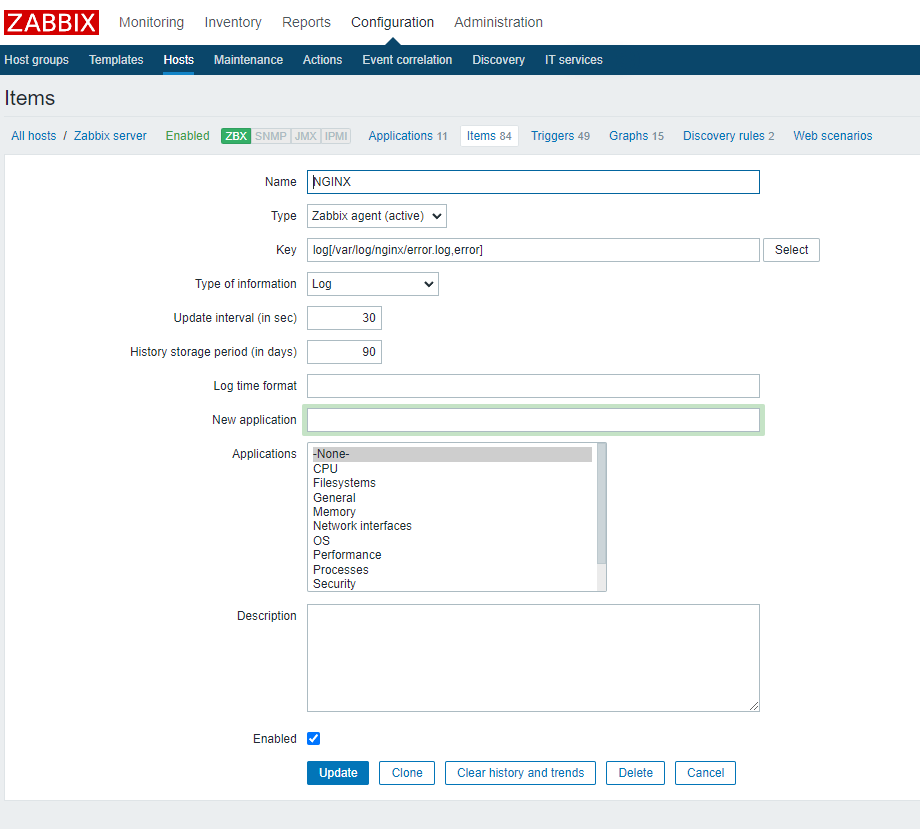 ZABBIX Monitoring Inventory Reports Configuration Administration
Host groups Templates Hosts Maintenance Actions Event correlation Discovery IT services
Items
All hosts / Zabbix server Enabled ZBX SNMP JMX IPMI Applications 11 Items 84 Triggers 49 Graphs 15 Discovery rules 2 Web scenarios
Name NGINX
Type Zabbix agent (active)
Key log[/var/log/nginx/error.log,error] Select
Type of information Log
Update interval (in sec) 30
History storage period (in days) 90
Log time format
New application
Applications -None-
CPU
Filesystems
General
Memory
Network interfaces
OS
Performance
Processes
Security
Description
Enabled
Update Clone Clear history and trends Delete Cancel